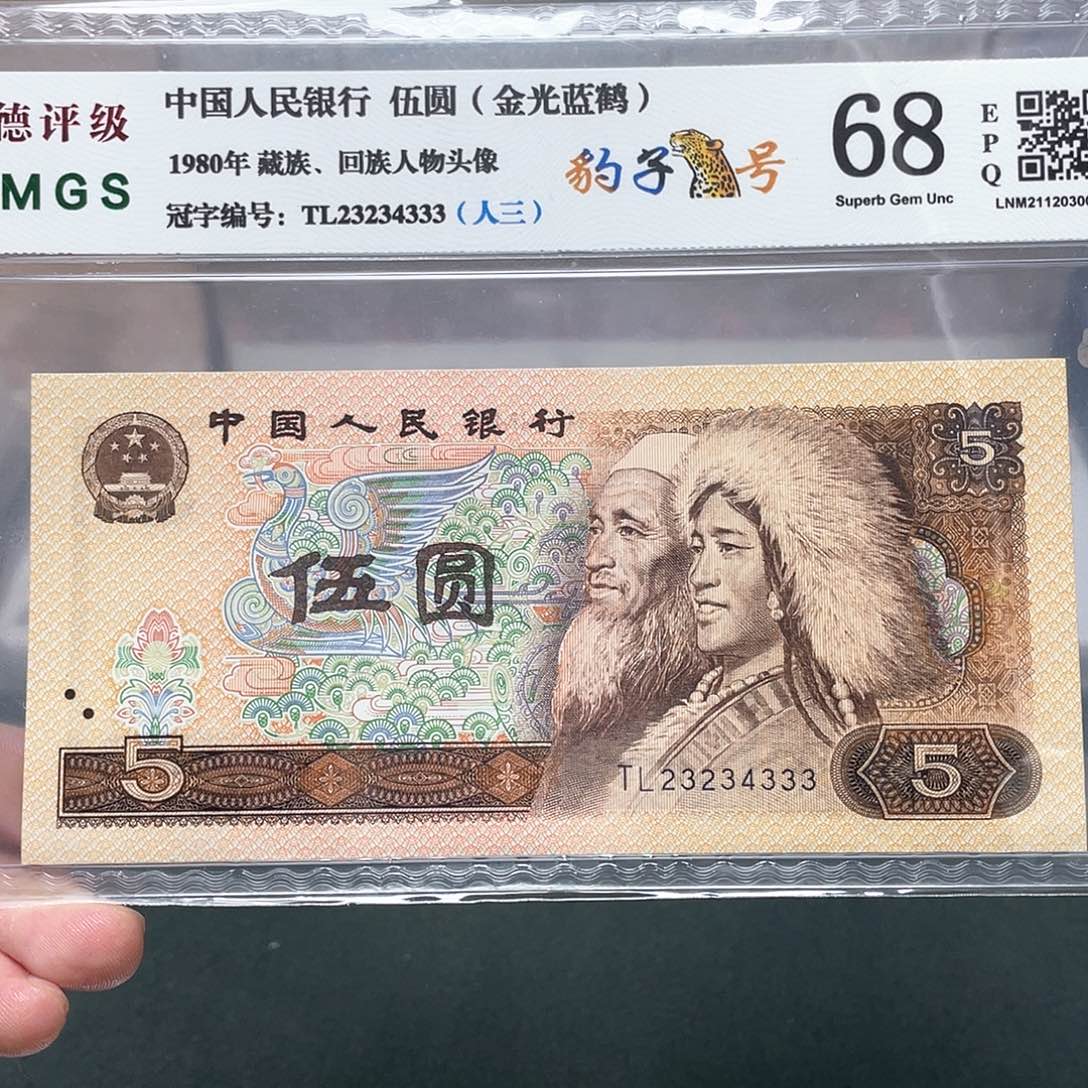 德评级
MGS
中国人民银行 伍圆（金光蓝鹤）
1980年 藏族、回族人物头像
冠字编号：TL23234333（人三）
豹子号
68
Superb Gem Unc
EPQ
LNM2112030
中国人民银行
5
伍圆
5
TL23234333
5